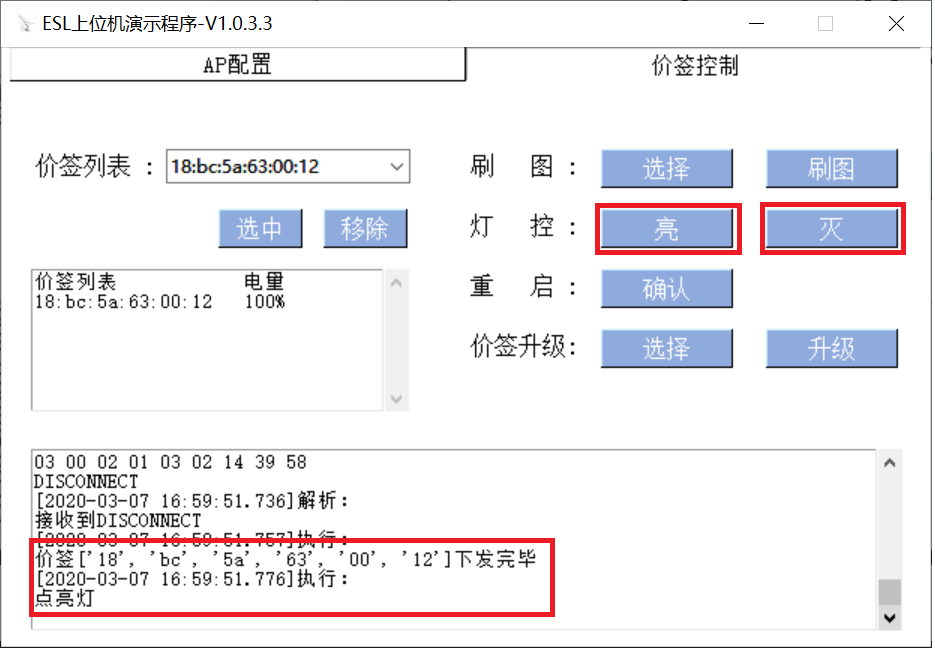 ESL上位机演示程序-V1.0.3.3
AP配置
价签控制
价签列表 : 18:bc:5a:63:00:12
选中 移除
价签列表 电量
18:bc:5a:63:00:12 100%
刷 图 : 选择 刷图
灯 控 : 亮 灭
重 启 : 确认
价签升级: 选择 升级
03 00 02 01 03 02 14 39 58
DISCONNECT
[2020-03-07 16:59:51.736]解析:
接收到DISCONNECT
[2020-03-07 16:59:51.757]执行:
价签['18', 'bc', '5a', '63', '00', '12']下发完毕
[2020-03-07 16:59:51.776]执行:
点亮灯